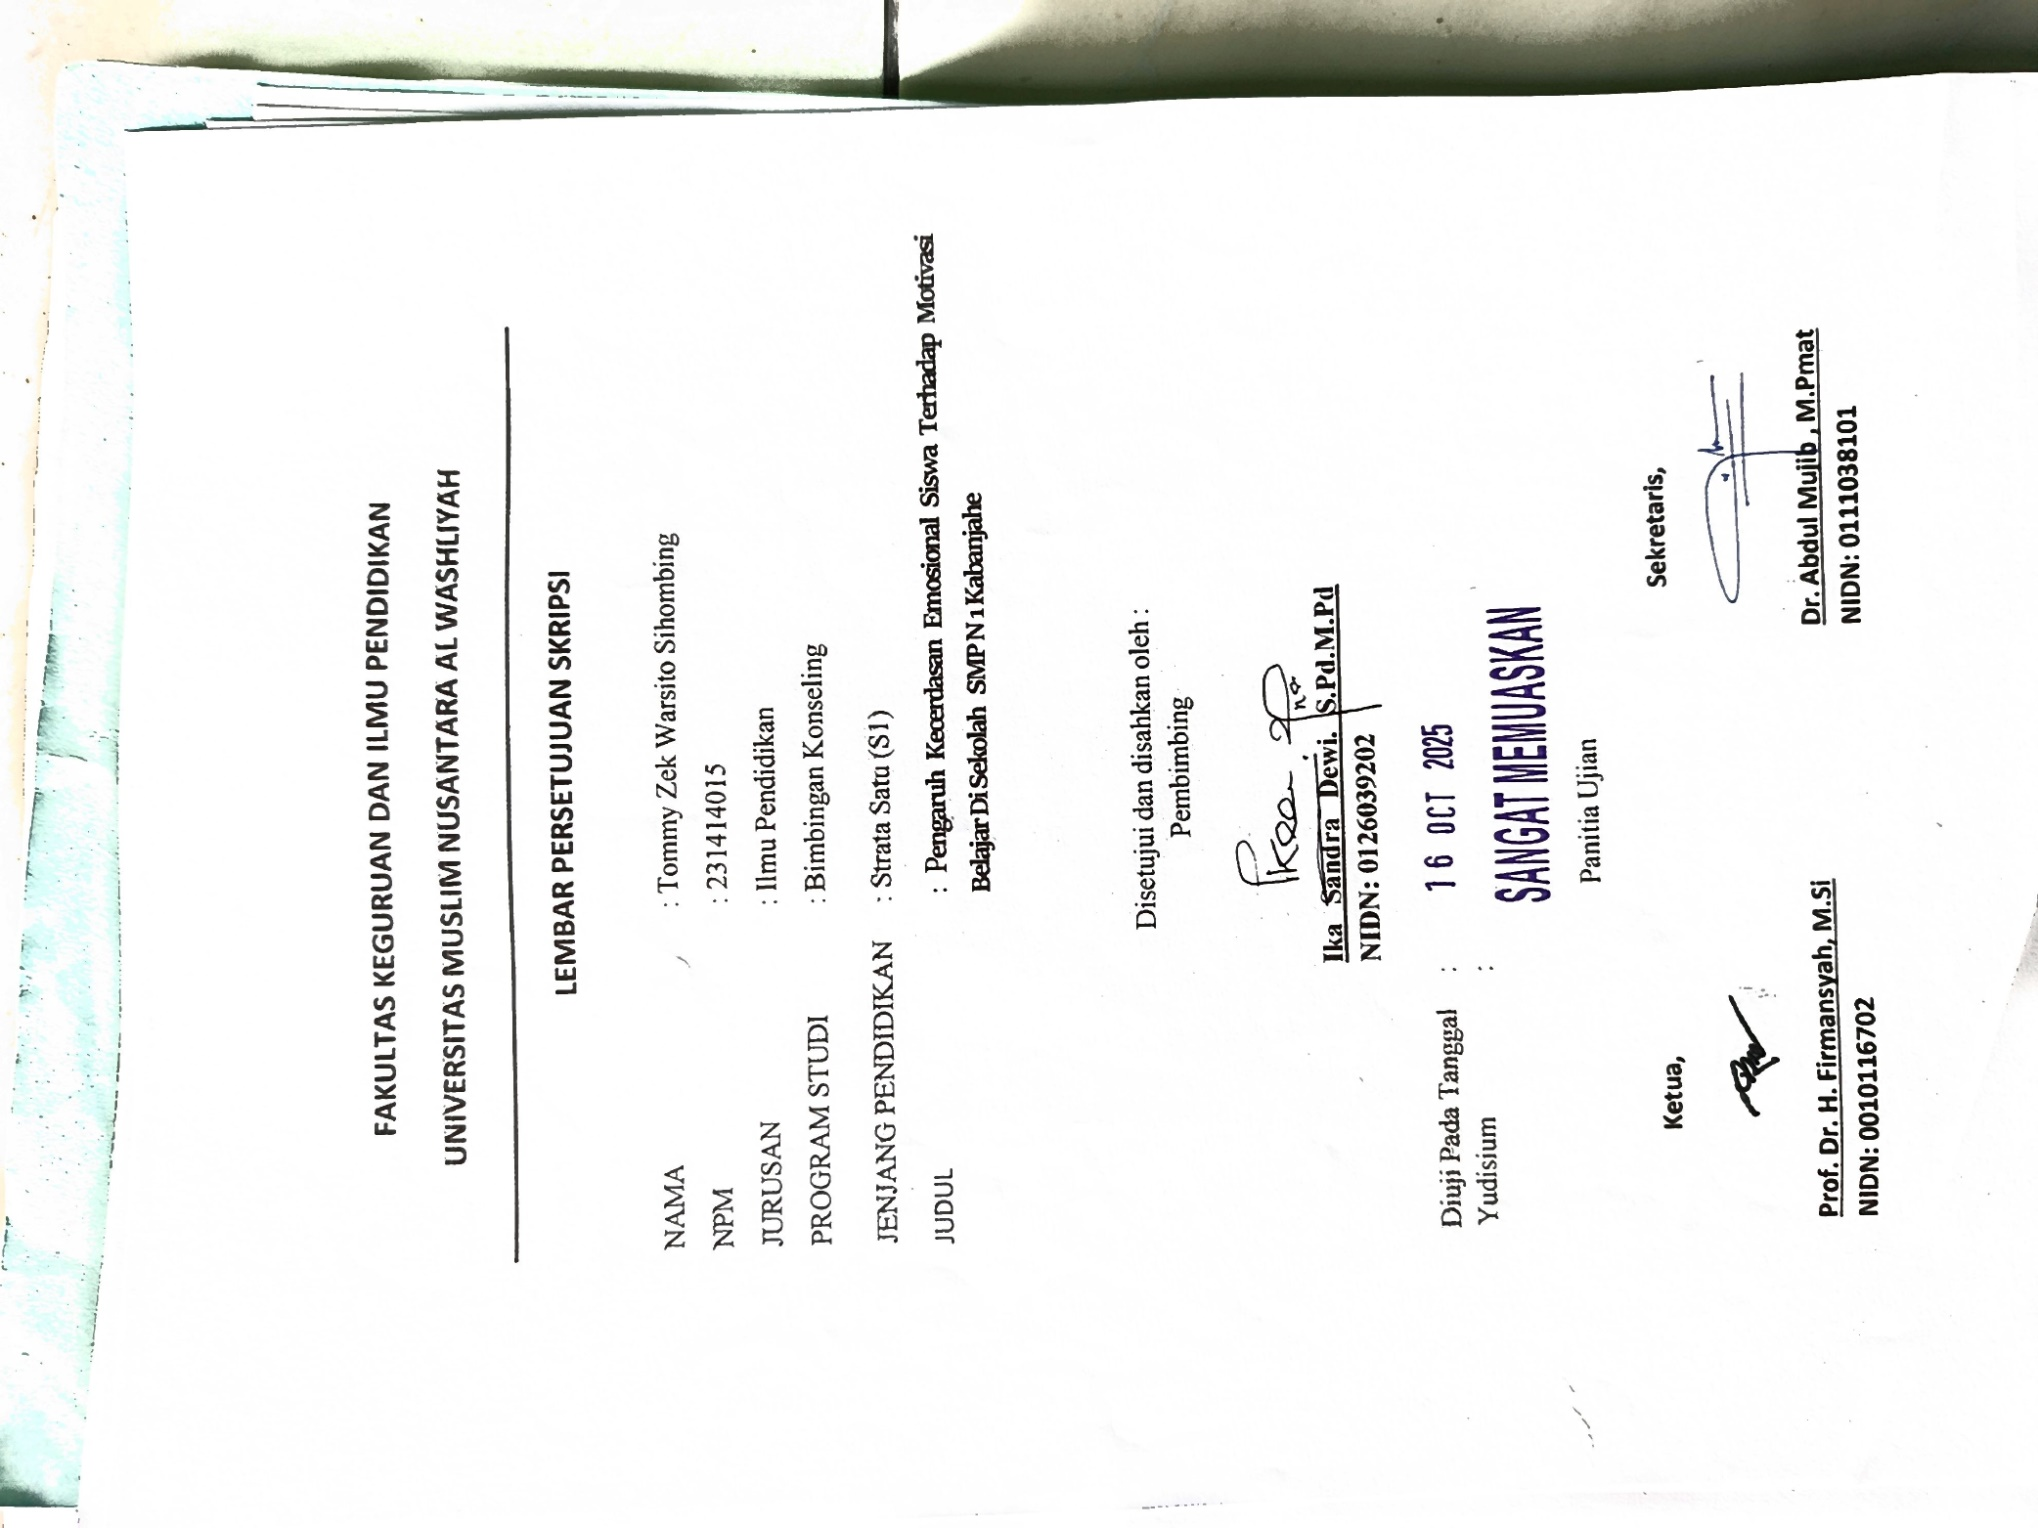 FAKULTAS KEGURUAN DAN ILMU PENDIDIKAN
UNIVERSITAS MUSLIM NUSANTARA AL WASHLIYAH
LEMBAR PERSETUJUAN SKRIPSI
NAMA : Tommy Zek Warsito Sihombing
NPM : 231414015
JURUSAN : Ilmu Pendidikan
PROGRAM STUDI : Bimbingan Konseling
JENJANG PENDIDIKAN : Strata Satu (S1)
JUDUL : Pengaruh Kecerdasan Emosional Siswa Terhadap Motivasi
Belajar Di Sekolah SMP N 1 Kabanjahe
Disetujui dan disahkan oleh :
Pembimbing
Ika Sandra Dewi. S.Pd.M.Pd
NIDN: 0126039202
Diuji Pada Tanggal : 16 OCT 2025
Yudisium : SANGAT MEMUASKAN
Panitia Ujian
Ketua, Sekretaris,
Prof. Dr. H. Firmansyah, M.Si Dr. Abdul Mujib , M.Pmat
NIDN: 0010116702 NIDN: 0111038101